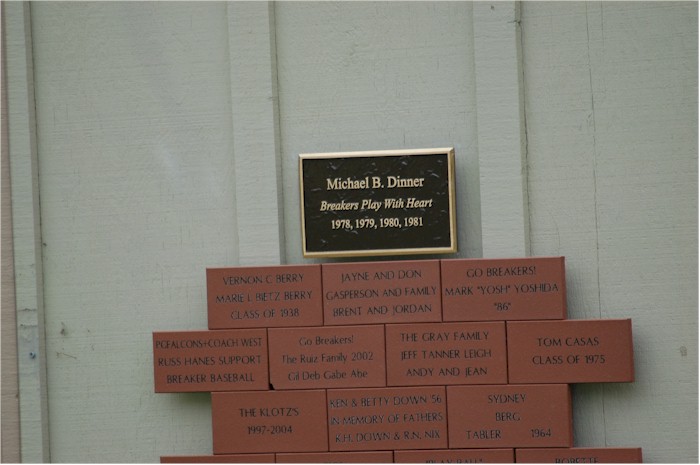 Michael B. Dinner
Breakers Play With Heart
1978, 1979, 1980, 1981
VERNON C BERRY
MARIE L BIETZ BERRY
CLASS OF 1938
JAYNE AND DON
GASPERSON AND FAMILY
BRENT AND JORDAN
GO BREAKERS!
MARK "YOSH" YOSHIDA
"86"
PGFALCONS+COACH WEST
RUSS HANES SUPPORT
BREAKER BASEBALL
Go Breakers!
The Ruiz Family 2002
Gil Deb Gabe Abe
THE GRAY FAMILY
JEFF TANNER LEIGH
ANDY AND JEAN
TOM CASAS
CLASS OF 1975
THE KLOTZ'S
1997-2004
KEN & BETTY DOWN '56
IN MEMORY OF FATHERS
R.H. DOWN & R.N. NIX
SYDNEY
BERG
TABLER 1964